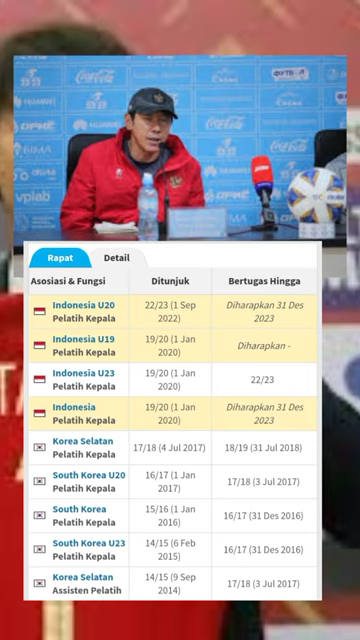 Coca-Cola
ФУТБОЛ
HUAWEI
Coca-Cola
HUAWEI
BIMA
vplab
Rapat
Detail
Asosiasi & Fungsi
Ditunjuk
Bertugas Hingga
Indonesia U20
Pelatih Kepala
22/23 (1 Sep
2022)
Diharapkan 31 Des
2023
Indonesia U19
Pelatih Kepala
19/20 (1 Jan
2020)
Diharapkan -
Indonesia U23
Pelatih Kepala
19/20 (1 Jan
2020)
22/23
Indonesia
Pelatih Kepala
19/20 (1 Jan
2020)
Diharapkan 31 Des
2023
Korea Selatan
Pelatih Kepala
17/18 (4 Jul 2017)
18/19 (31 Jul 2018)
South Korea U20
Pelatih Kepala
16/17 (1 Jan
2017)
17/18 (3 Jul 2017)
South Korea
Pelatih Kepala
15/16 (1 Jan
2016)
16/17 (31 Des 2016)
South Korea U23
Pelatih Kepala
14/15 (6 Feb
2015)
16/17 (31 Des 2016)
Korea Selatan
Assisten Pelatih
14/15 (9 Sep
2014)
17/18 (3 Jul 2017)